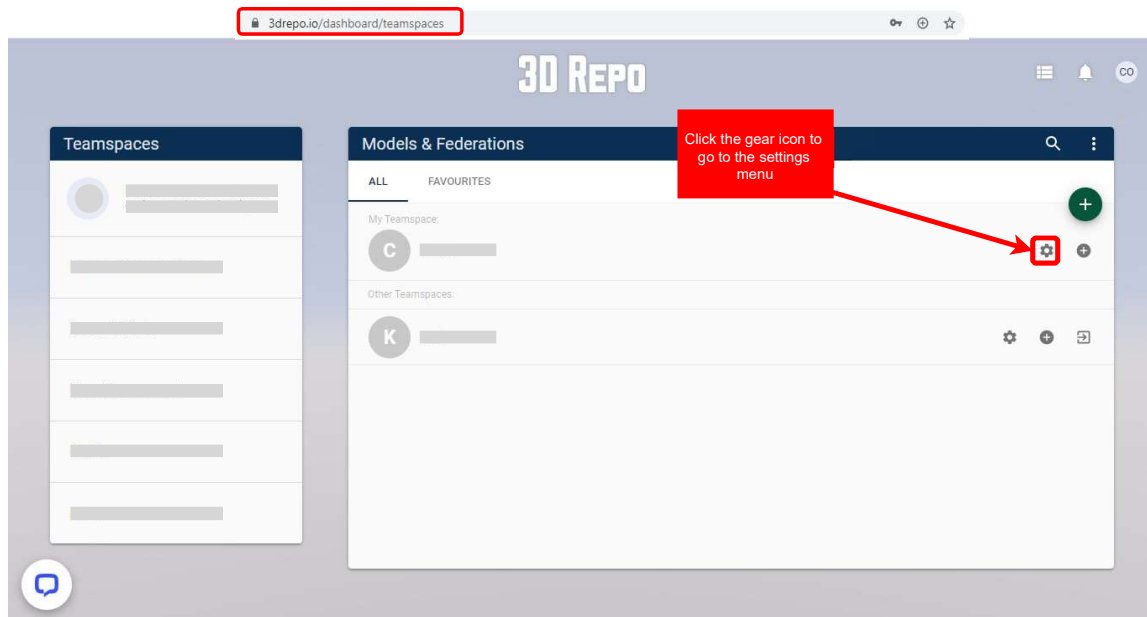 3drepo.io/dashboard/teamspaces
3D REPO
CO
Teamspaces
Models & Federations
Click the gear icon to
go to the settings
menu
ALL FAVOURITES
My Teamspace:
C
Other Teamspaces:
K